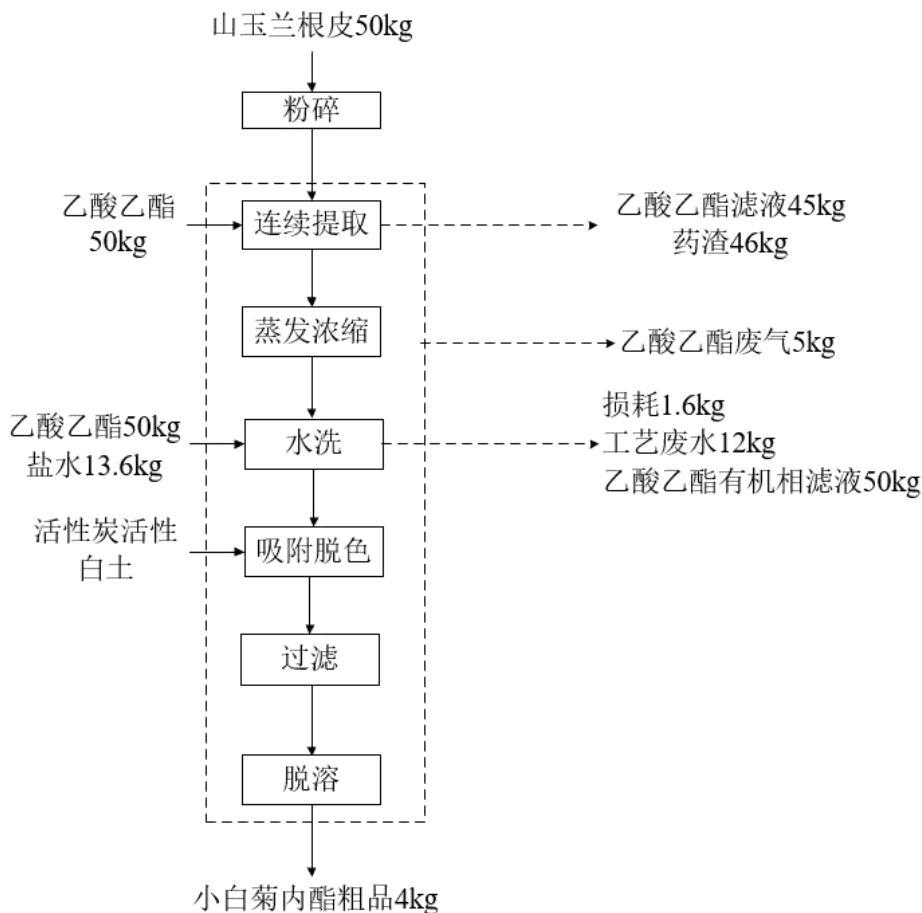 山玉兰根皮50kg
粉碎
乙酸乙酯
50kg
连续提取
乙酸乙酯滤液45kg
药渣46kg
蒸发浓缩
乙酸乙酯废气5kg
乙酸乙酯50kg
盐水13.6kg
水洗
损耗1.6kg
工艺废水12kg
乙酸乙酯有机相滤液50kg
活性炭活性
白土
吸附脱色
过滤
脱溶
小白菊内酯粗品4kg